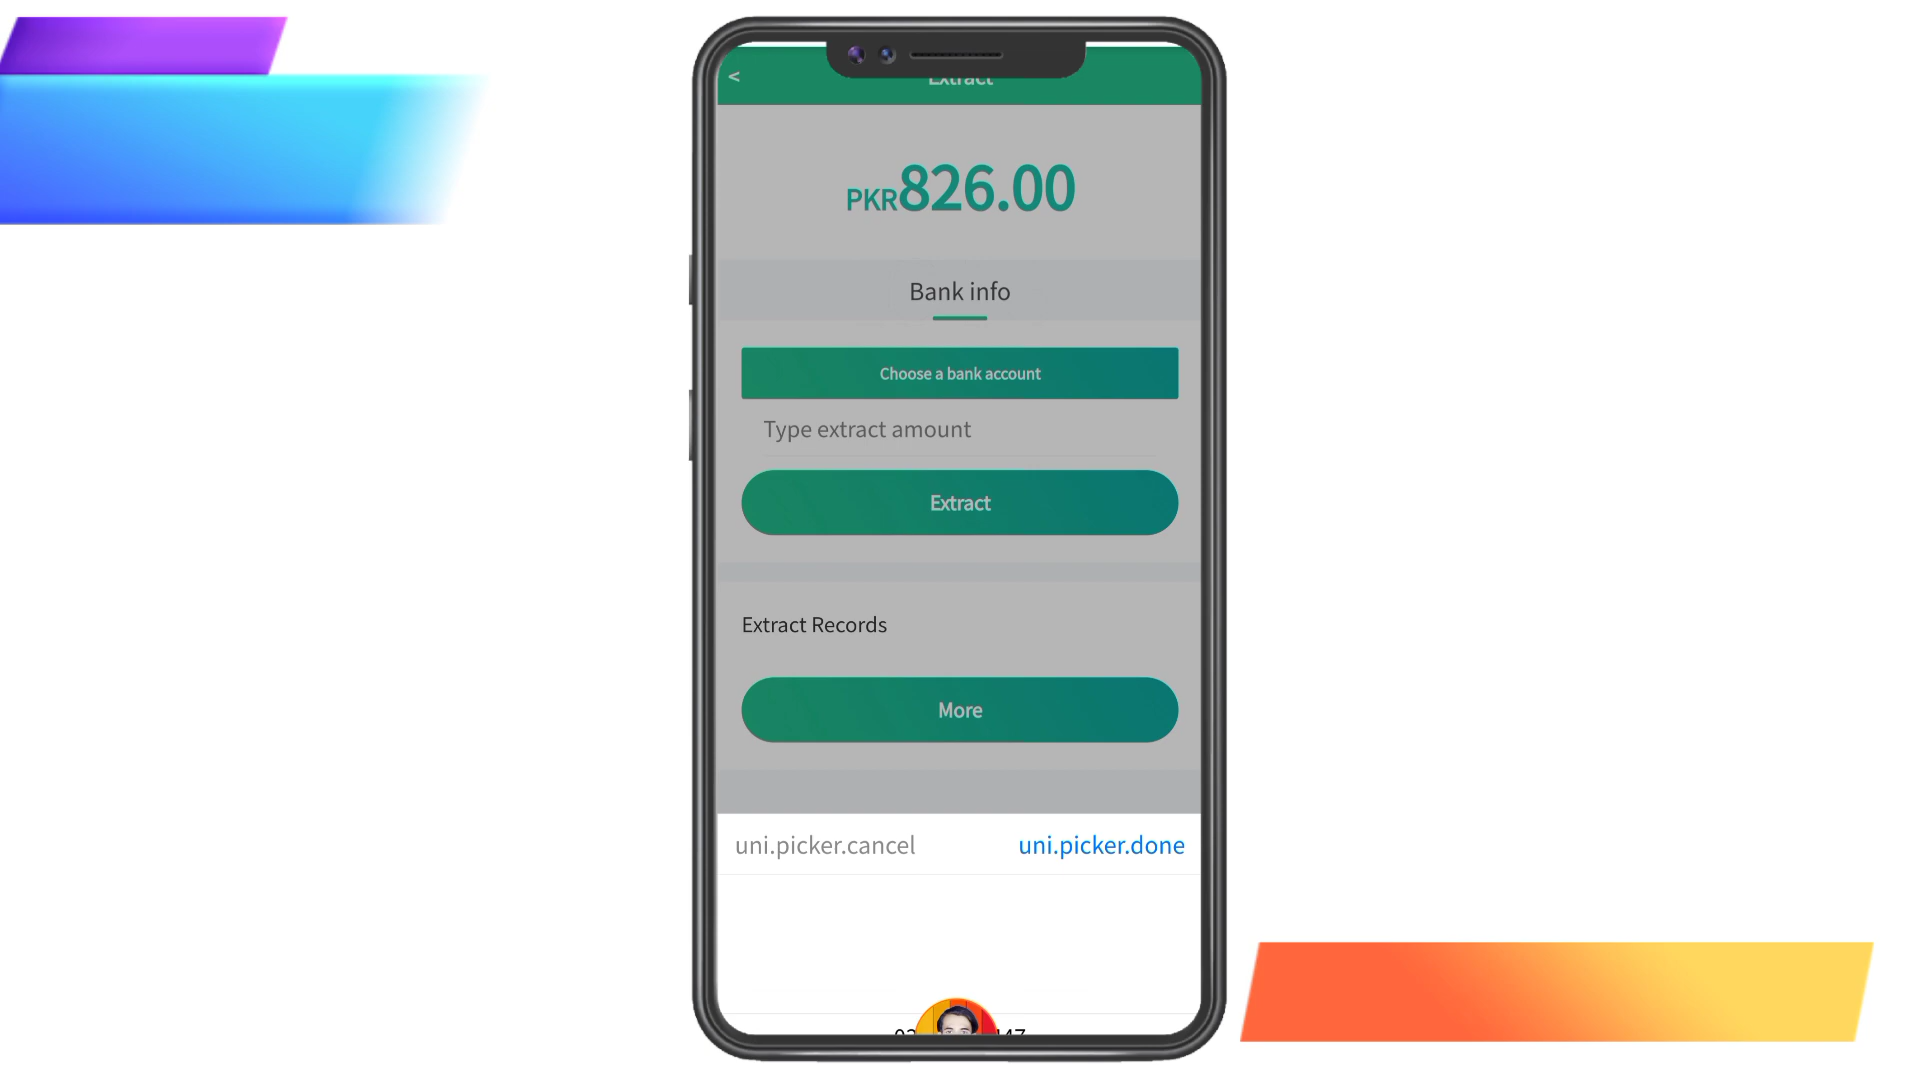 <
Extract
PKR826.00
Bank info
Choose a bank account
Type extract amount
Extract
Extract Records
More
uni.picker.cancel uni.picker.done